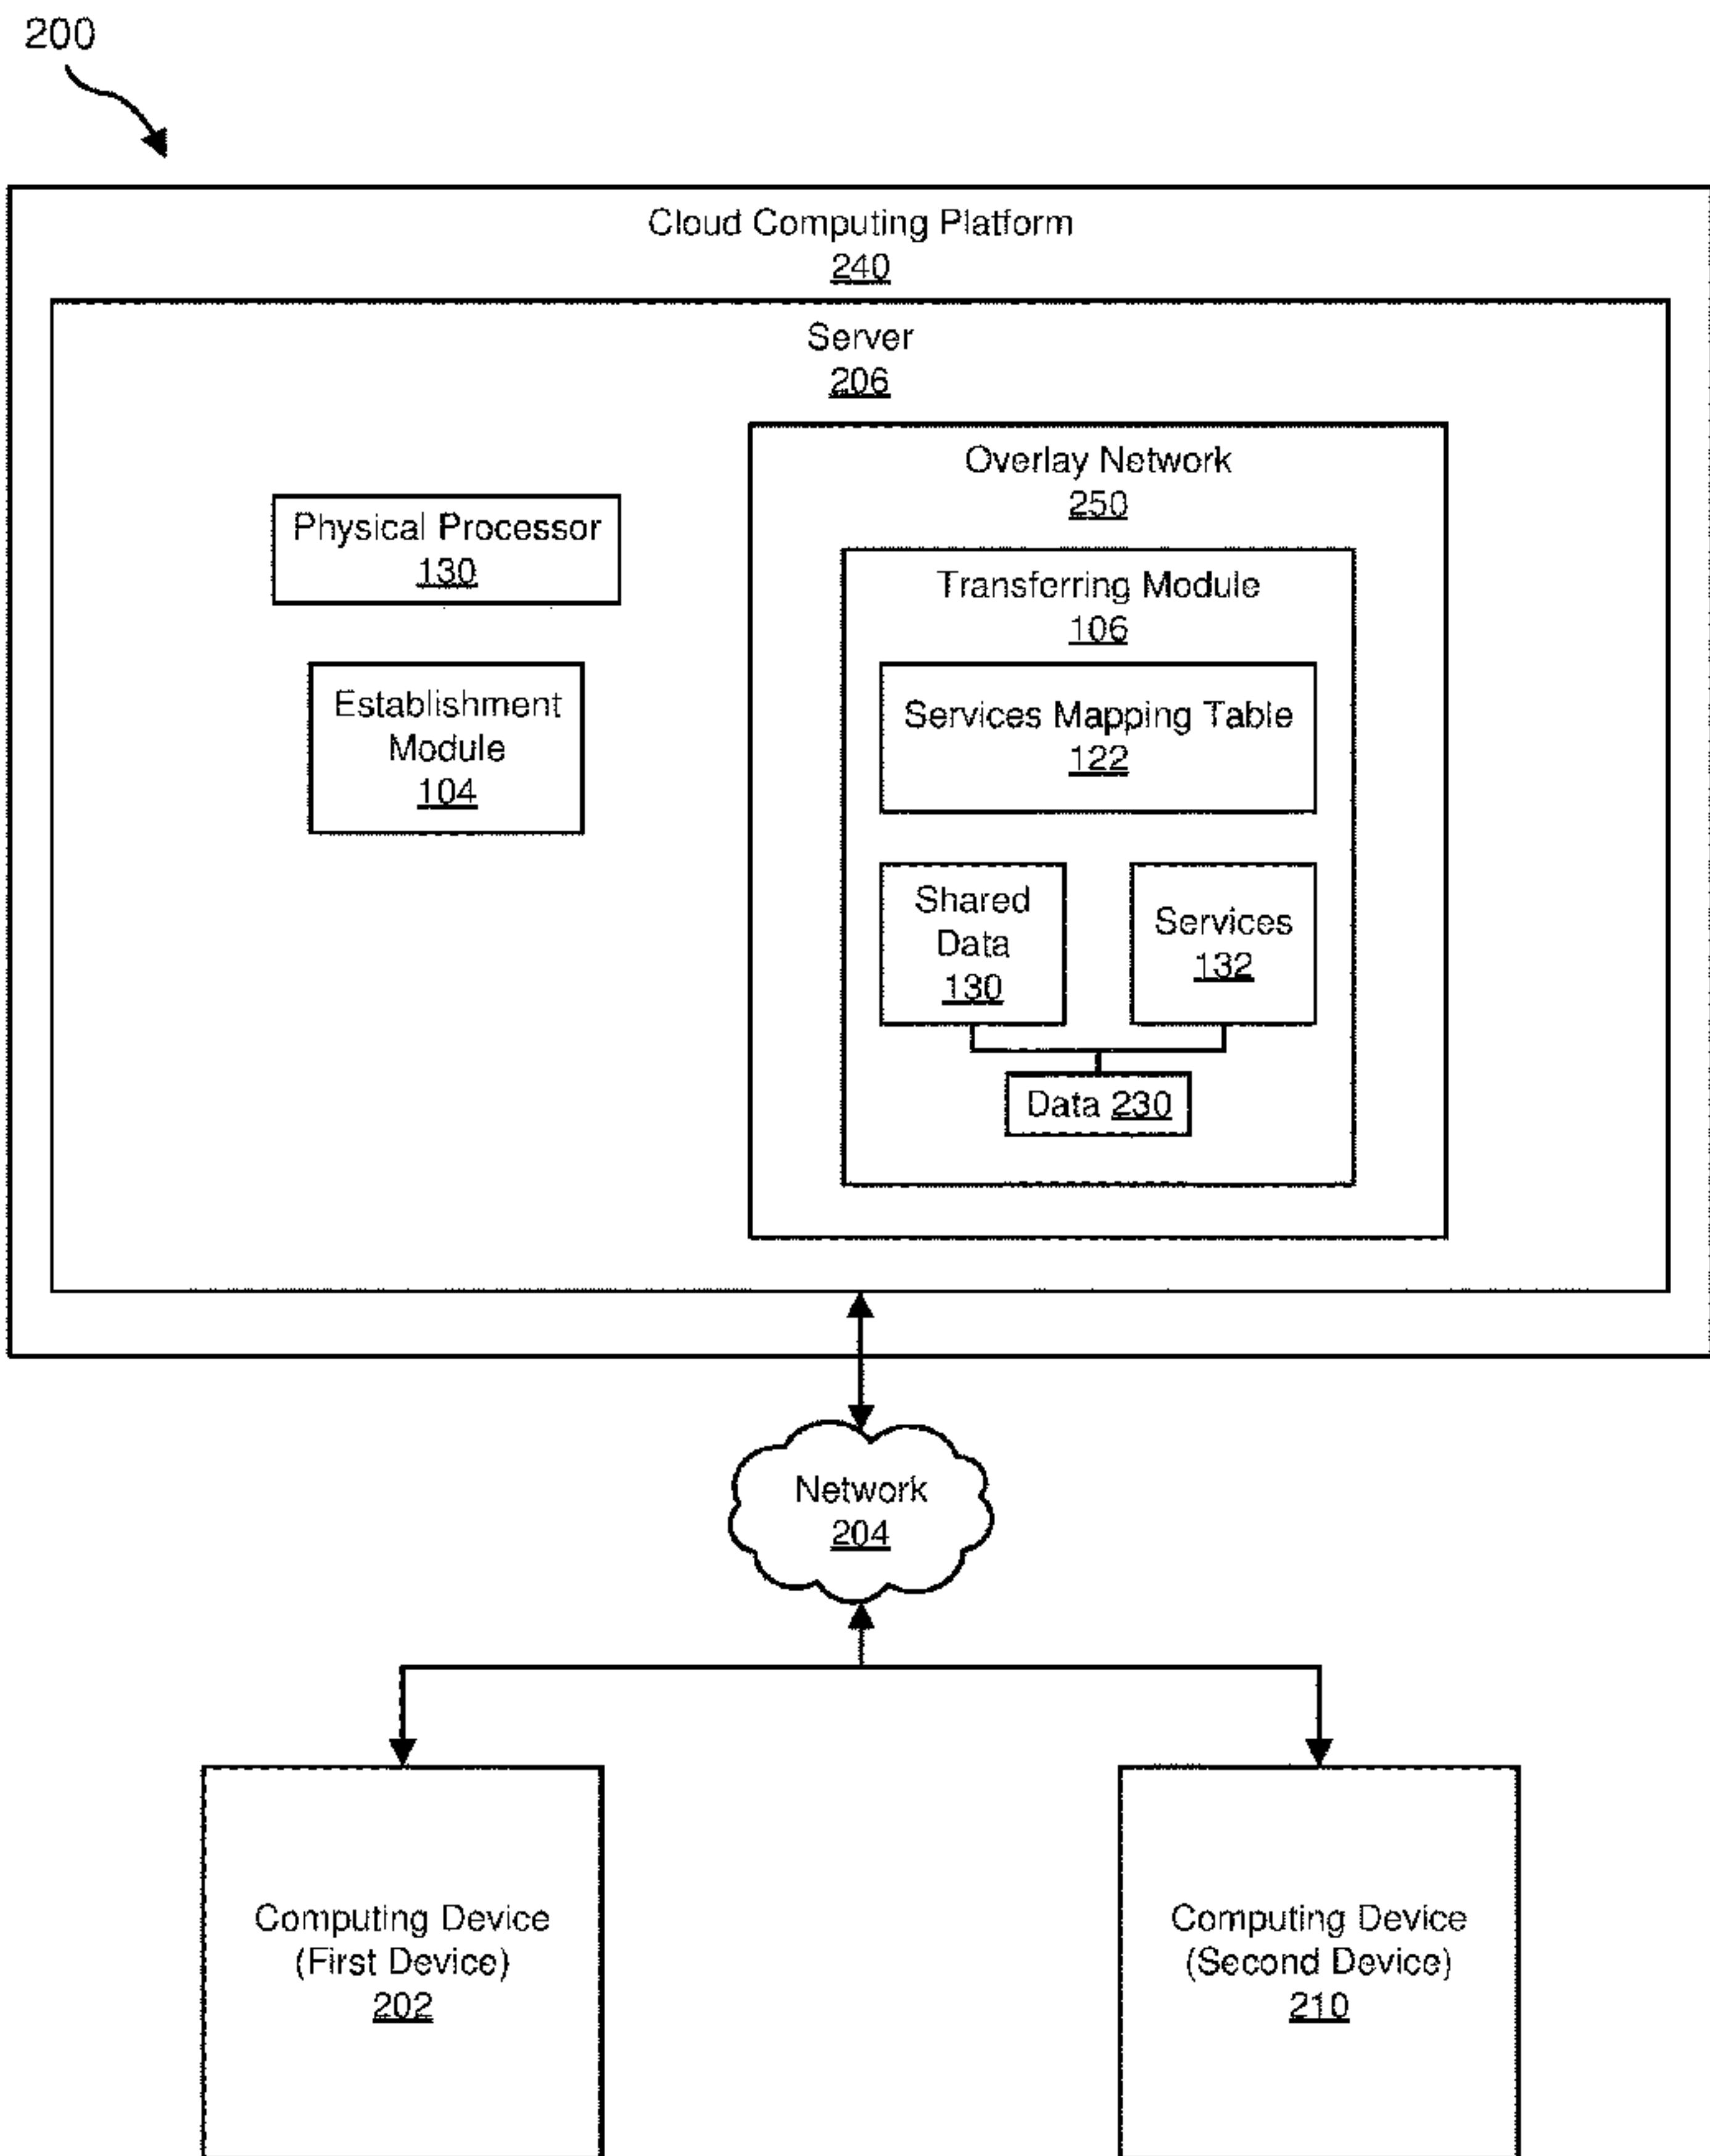 200
Cloud Computing Platform
240
Server
206
Overlay Network
250
Physical Processor
130
Transferring Module
106
Establishment
Module
104
Services Mapping Table
122
Shared
Data
130
Services
132
Data 230
Network
204
Computing Device
(First Device)
202
Computing Device
(Second Device)
210